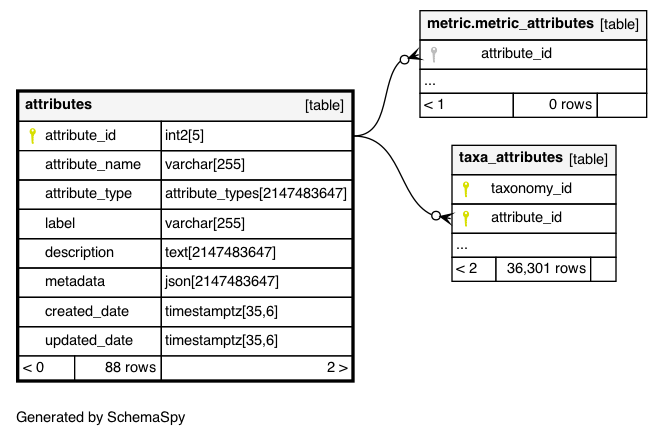 metric.metric_attributes [table]
attribute_id
...
< 1 0 rows
attributes [table]
attribute_id int2[5]
attribute_name varchar[255]
attribute_type attribute_types[2147483647]
label varchar[255]
description text[2147483647]
metadata json[2147483647]
created_date timestamptz[35,6]
updated_date timestamptz[35,6]
< 0 88 rows 2 >
taxa_attributes [table]
taxonomy_id
attribute_id
...
< 2 36,301 rows
Generated by SchemaSpy